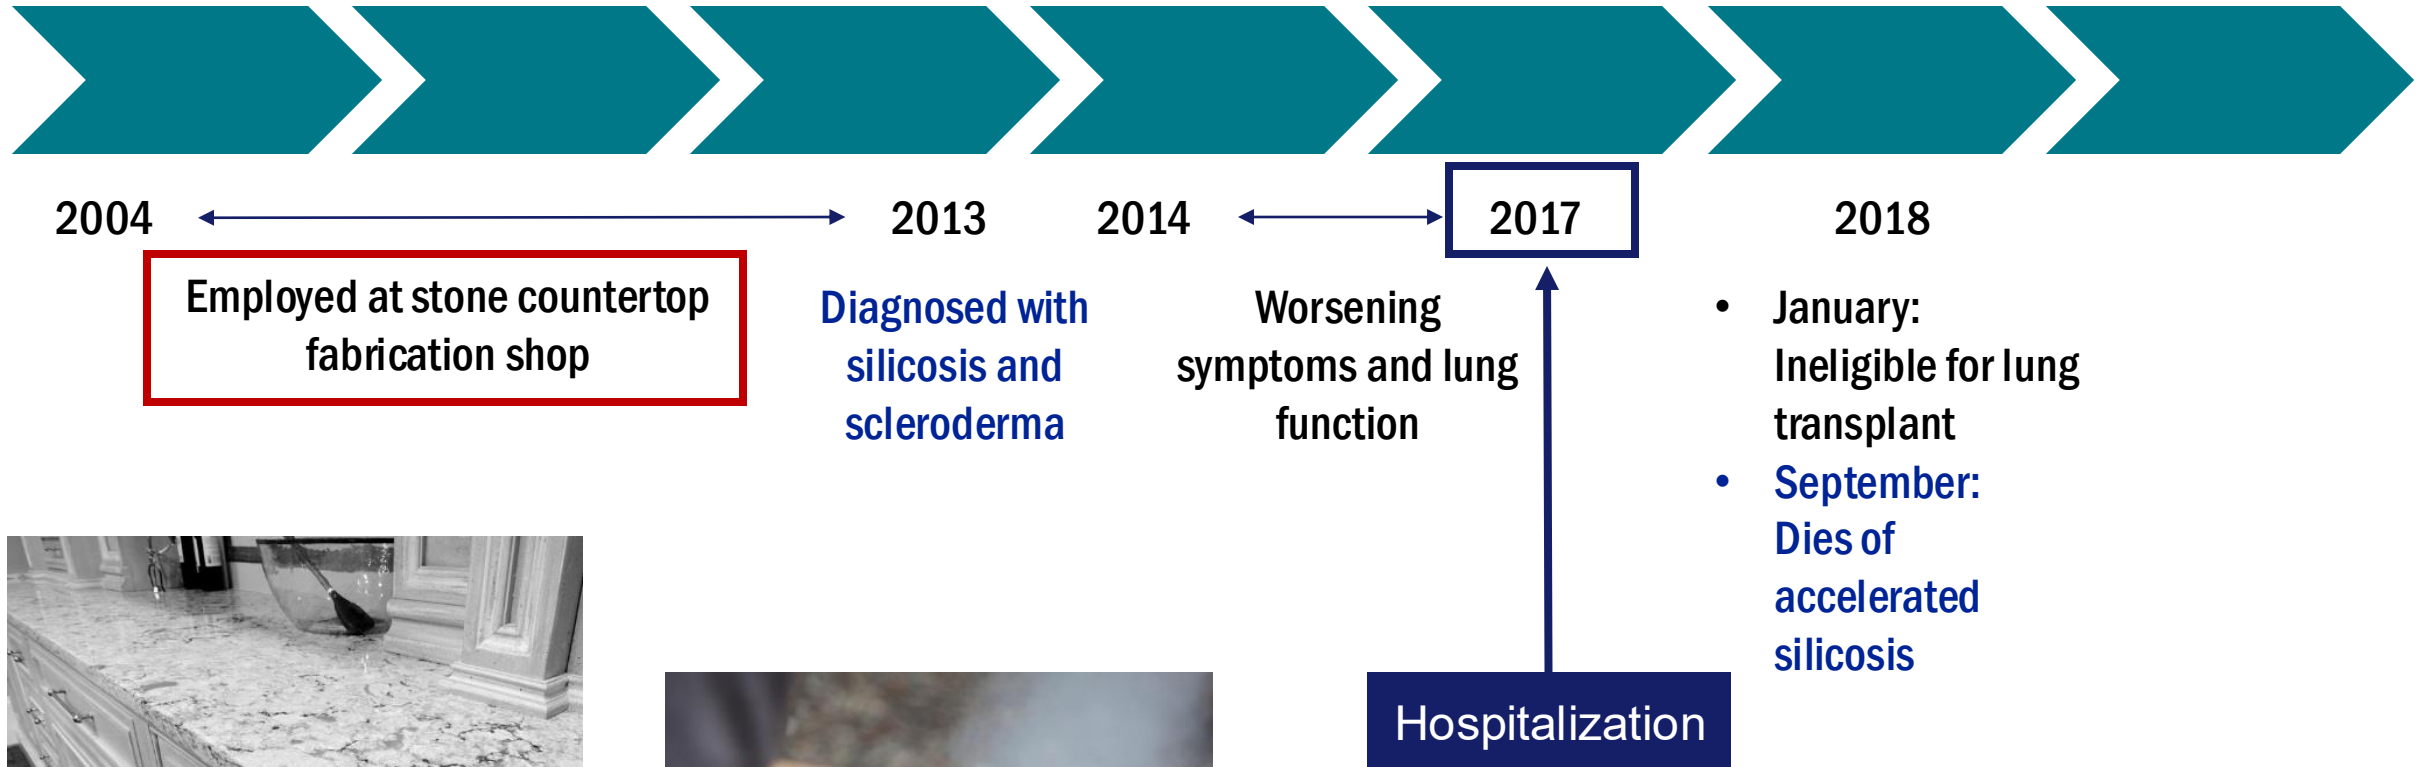 2004
2013
2014
2017
2018
Employed at stone countertop
fabrication shop
Diagnosed with
silicosis and
scleroderma
Worsening
symptoms and lung
function
• January:
Ineligible for lung
transplant
• September:
Dies of
accelerated
silicosis
Hospitalization